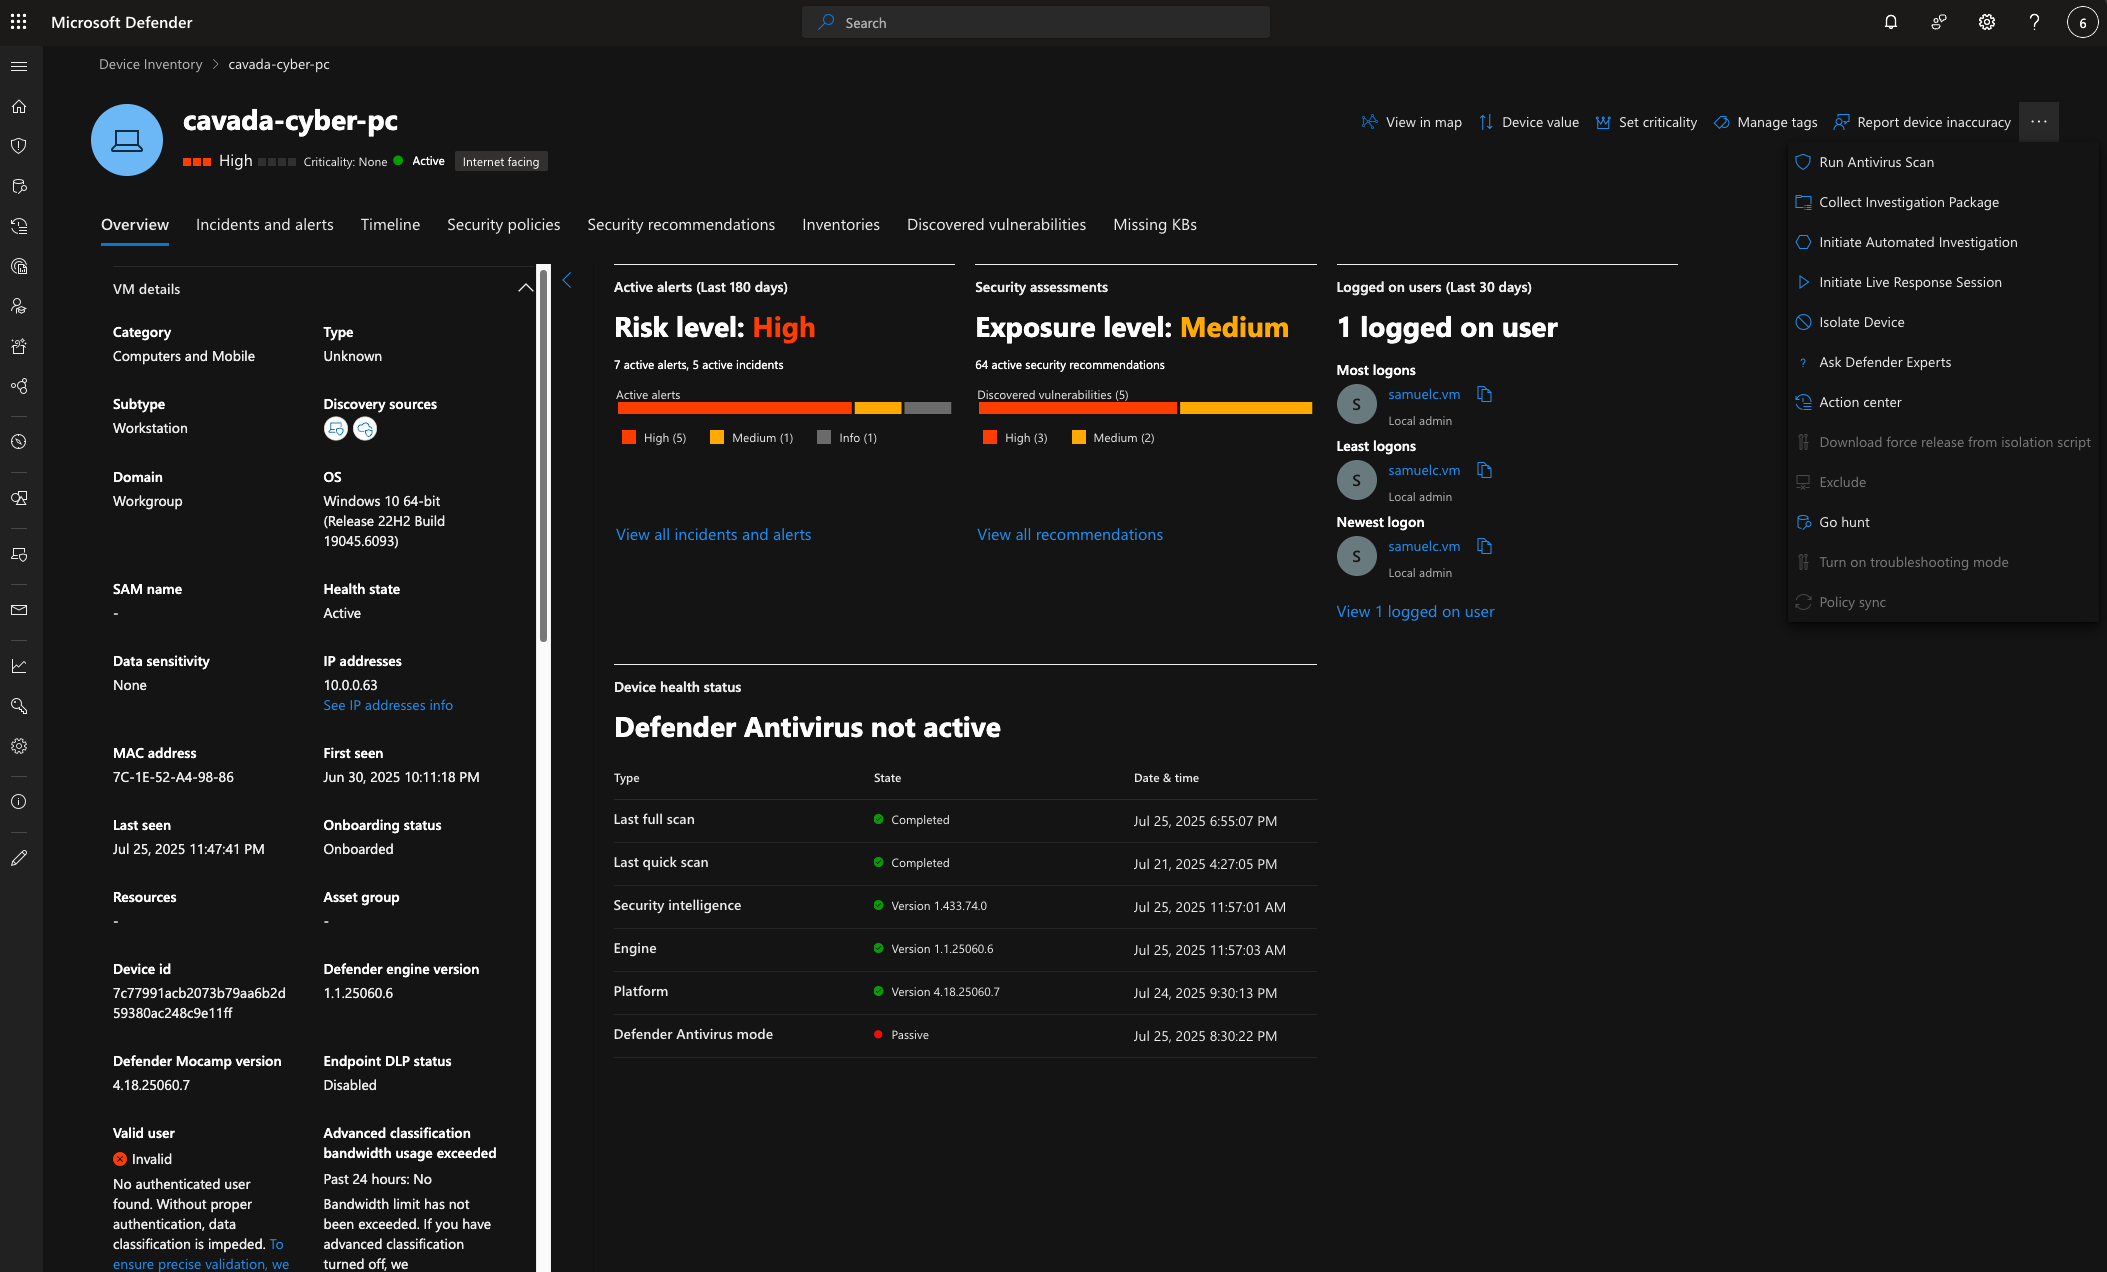 Microsoft Defender
Search
6
Device Inventory > cavada-cyber-pc
cavada-cyber-pc
High Criticality: None Active Internet facing
View in map
Device value
Set criticality
Manage tags
Report device inaccuracy
...
Run Antivirus Scan
Collect Investigation Package
Initiate Automated Investigation
Initiate Live Response Session
Isolate Device
Ask Defender Experts
Action center
Download force release from isolation script
Exclude
Go hunt
Turn on troubleshooting mode
Policy sync
Overview Incidents and alerts Timeline Security policies Security recommendations Inventories Discovered vulnerabilities Missing KBs
VM details
Category
Computers and Mobile
Type
Unknown
Subtype
Workstation
Discovery sources
Domain
Workgroup
OS
Windows 10 64-bit
(Release 22H2 Build
19045.6093)
SAM name
-
Health state
Active
Data sensitivity
None
IP addresses
10.0.0.63
See IP addresses info
MAC address
7C-1E-52-A4-98-86
First seen
Jun 30, 2025 10:11:18 PM
Last seen
Jul 25, 2025 11:47:41 PM
Onboarding status
Onboarded
Resources
-
Asset group
-
Device id
7c77991acb2073b79aa6b2d
59380ac248c9e11ff
Defender engine version
1.1.25060.6
Defender Mocamp version
4.18.25060.7
Endpoint DLP status
Disabled
Valid user
Invalid
No authenticated user
found. Without proper
authentication, data
classification is impeded. To
ensure precise validation, we
Advanced classification
bandwidth usage exceeded
Past 24 hours: No
Bandwidth limit has not
been exceeded. If you have
advanced classification
turned off, we
Active alerts (Last 180 days)
Risk level: High
7 active alerts, 5 active incidents
Active alerts
High (5) Medium (1) Info (1)
View all incidents and alerts
Security assessments
Exposure level: Medium
64 active security recommendations
Discovered vulnerabilities (5)
High (3) Medium (2)
View all recommendations
Logged on users (Last 30 days)
1 logged on user
Most logons
S
samuelc.vm
Local admin
Least logons
S
samuelc.vm
Local admin
Newest logon
S
samuelc.vm
Local admin
View 1 logged on user
Device health status
Defender Antivirus not active
Type State Date & time
Last full scan Completed Jul 25, 2025 6:55:07 PM
Last quick scan Completed Jul 21, 2025 4:27:05 PM
Security intelligence Version 1.433.74.0 Jul 25, 2025 11:57:01 AM
Engine Version 1.1.25060.6 Jul 25, 2025 11:57:03 AM
Platform Version 4.18.25060.7 Jul 24, 2025 9:30:13 PM
Defender Antivirus mode Passive Jul 25, 2025 8:30:22 PM